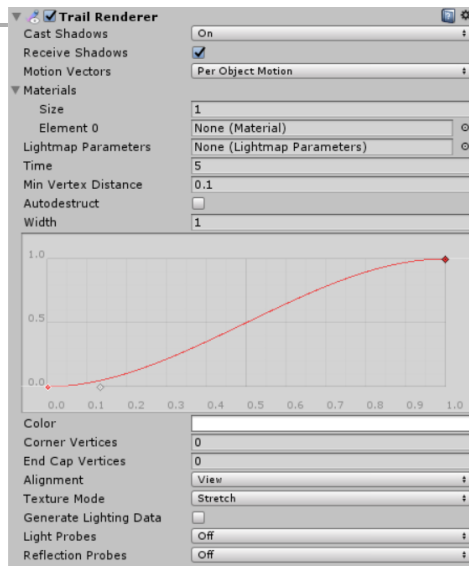 Trail Renderer
Cast Shadows On
Receive Shadows
Motion Vectors Per Object Motion
Materials
Size 1
Element 0 None (Material)
Lightmap Parameters None (Lightmap Parameters)
Time 5
Min Vertex Distance 0.1
Autodestruct
Width 1
1.0
0.5
0.0
0.0 0.1 0.2 0.3 0.4 0.5 0.6 0.7 0.8 0.9 1.0
Color
Corner Vertices 0
End Cap Vertices 0
Alignment View
Texture Mode Stretch
Generate Lighting Data
Light Probes Off
Reflection Probes Off